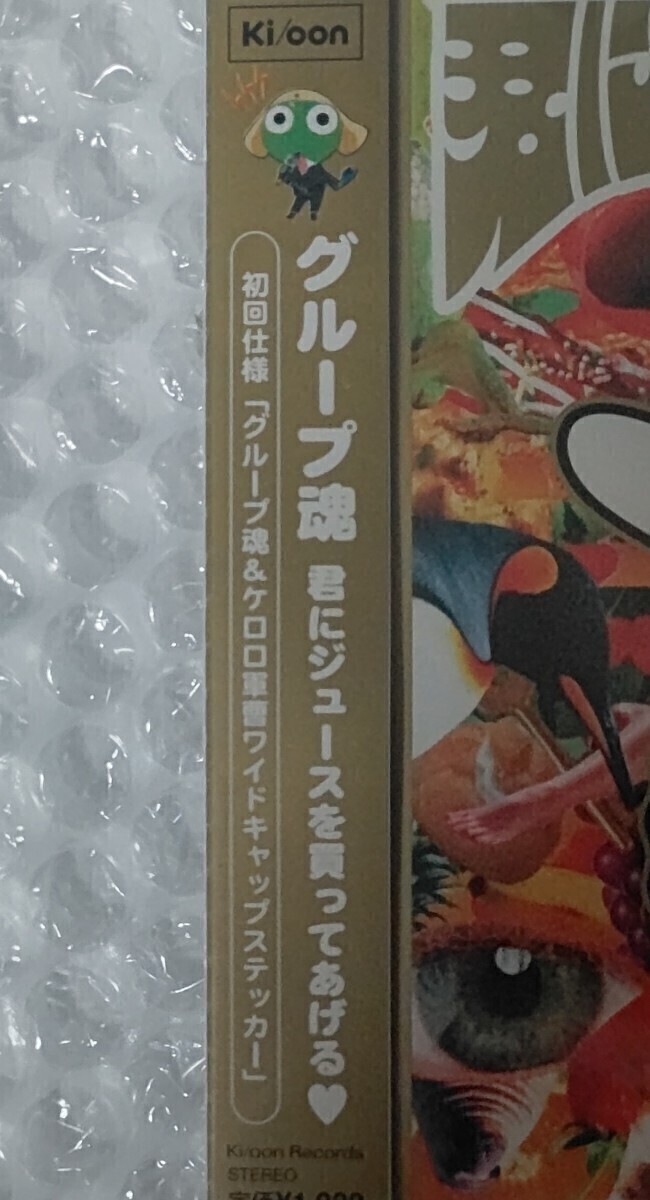 Ki/oon
グループ魂 君にジュースを買ってあげる♥
初回仕様「グループ魂&ケロロ軍曹ワイドキャップステッカー」
Ki/oon Records
STEREO